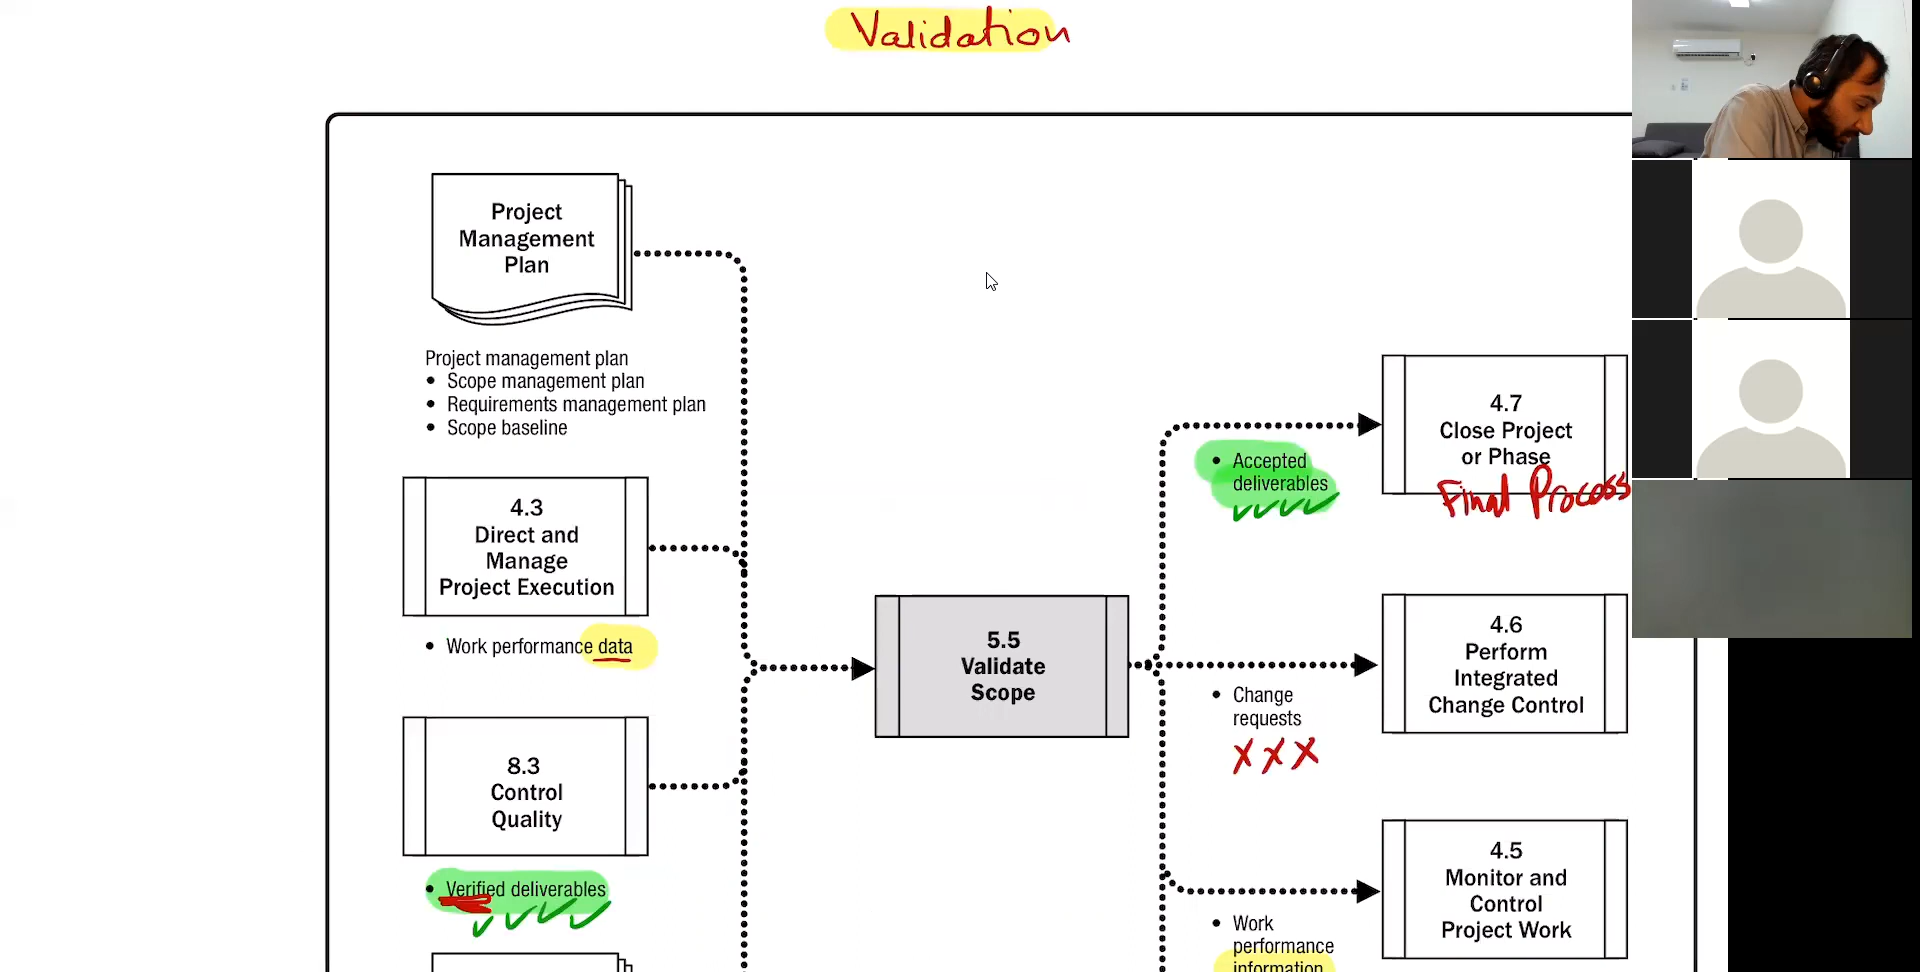 Validation
Project
Management
Plan
Project management plan
• Scope management plan
• Requirements management plan
• Scope baseline
4.3
Direct and
Manage
Project Execution
• Work performance data
8.3
Control
Quality
• Verified deliverables
5.5
Validate
Scope
• Accepted
deliverables
4.7
Close Project
or Phase
Final Process
• Change
requests
4.6
Perform
Integrated
Change Control
XXX
• Work
performance
information
4.5
Monitor and
Control
Project Work